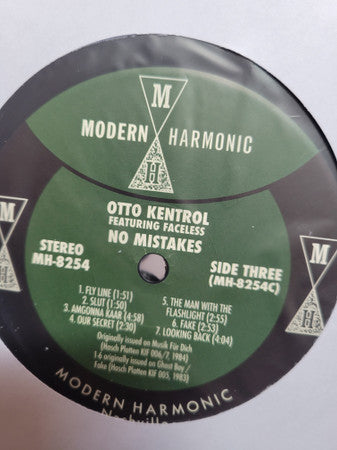 M
MODERN HARMONIC
H
OTTO KENTROL
FEATURING FACELESS
NO MISTAKES
STEREO
MH-8254
SIDE THREE
(MH-8254C)
1. FLY LINE (1:51)
2. SLUT (1:50)
3. AMGONNA KAAR (4:58)
4. OUR SECRET (2:30)
5. THE MAN WITH THE
FLASHLIGHT (2:55)
6. FAKE (2:53)
7. LOOKING BACK (4:04)
Originally issued on Musik Für Dich
(Hasch Platten KIF 006/7, 1984)
1-6 originally issued on Ghost Boy /
Fake (Hasch Platten KIF 005, 1983)
M
H
M
H
MODERN HARMONIC